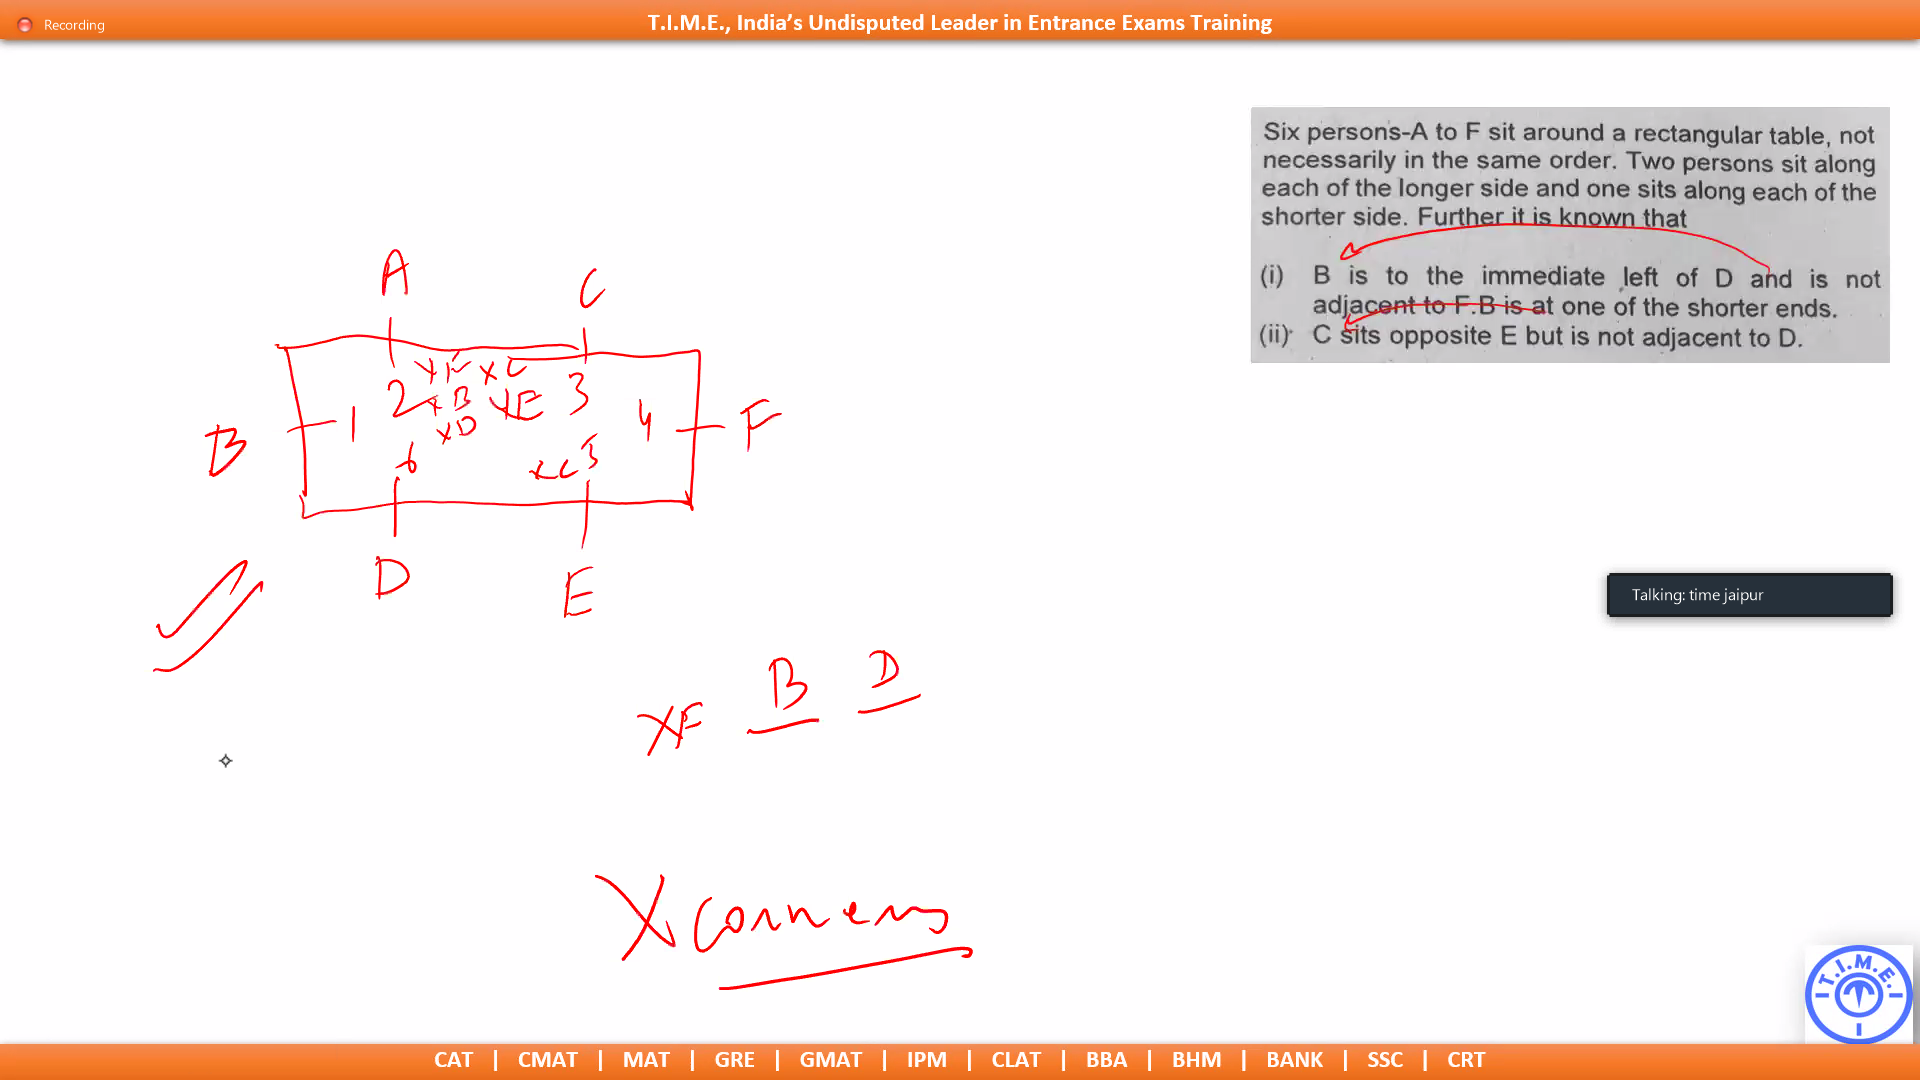 Recording
T.I.M.E., India's Undisputed Leader in Entrance Exams Training
Six persons-A to F sit around a rectangular table, not
necessarily in the same order. Two persons sit along
each of the longer side and one sits along each of the
shorter side. Further it is known that
(i) B is to the immediate left of D and is not
adjacent to F.B is at one of the shorter ends.
(ii) C sits opposite E but is not adjacent to D.
A C
X F X C
2 X B X E 3
1 X D 4
B F
6 X C 5
D E
Talking: time jaipur
X F B D
X corners
T.I.M.E.
CAT | CMAT | MAT | GRE | GMAT | IPM | CLAT | BBA | BHM | BANK | SSC | CRT